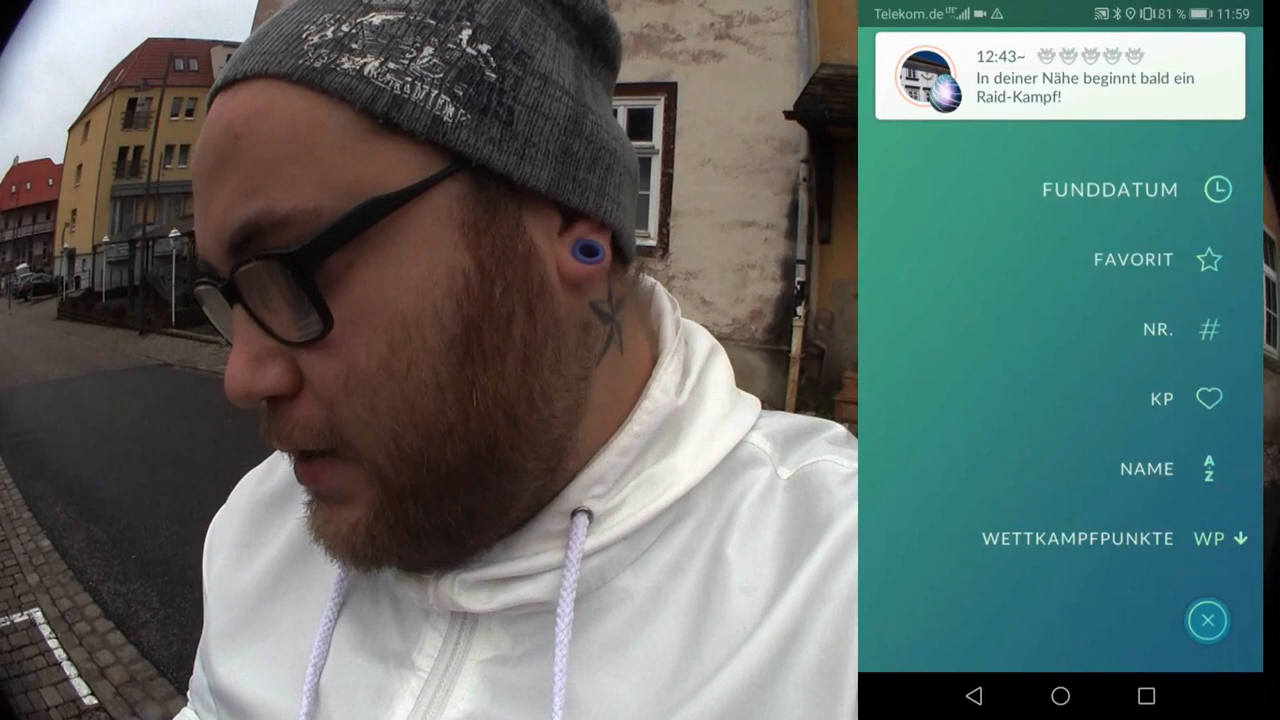 Telekom.de 81 % 11:59
12:43~
In deiner Nähe beginnt bald ein
Raid-Kampf!
FUNDDATUM
FAVORIT
NR. #
KP
NAME A Z
WETTKAMPFPUNKTE WP